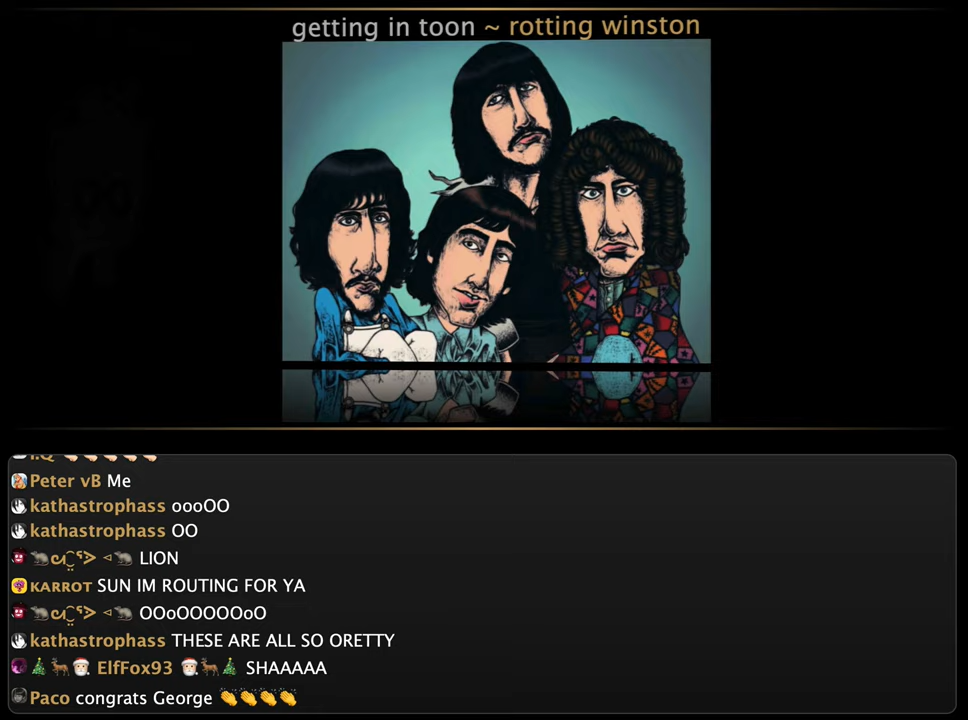 getting in toon ~ rotting winston
I.Q 👏🏻👏🏻👏🏻👏🏻👏🏻
Peter vB Me
kathastrophass oooOO
kathastrophass OO
LION
KARROT SUN IM ROUTING FOR YA
OOoOOOOOoO
kathastrophass THESE ARE ALL SO ORETTY
🎄🦌🎅🏻 ElfFox93 🎅🏻🦌🎄 SHAAAAA
Paco congrats George 👏👏👏👏